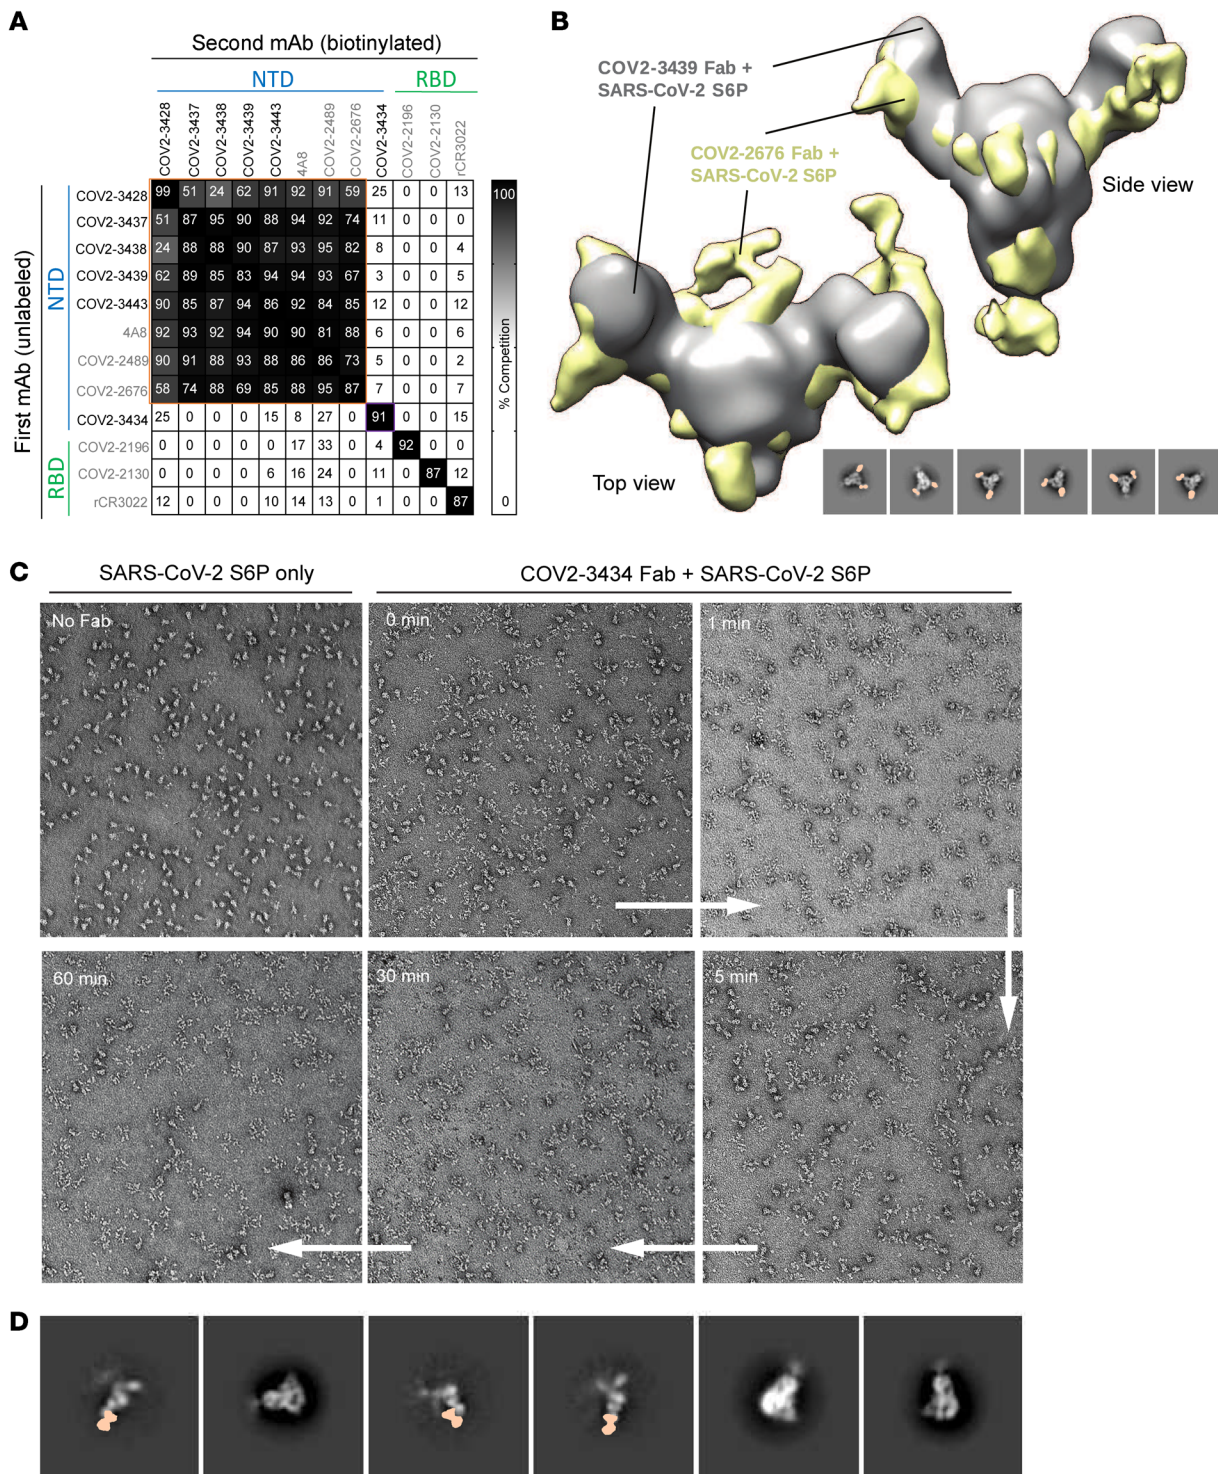 A
Second mAb (biotinylated)
NTD RBD
COV2-3428 COV2-3437 COV2-3438 COV2-3439 COV2-3443 4A8 COV2-2489 COV2-2676 COV2-3434 COV2-2196 COV2-2130 rCR3022
First mAb (unlabeled)
NTD
RBD
COV2-3428 99 51 24 62 91 92 91 59 25 0 0 13
COV2-3437 51 87 95 90 88 94 92 74 11 0 0 0
COV2-3438 24 88 88 90 87 93 95 82 8 0 0 4
COV2-3439 62 89 85 83 94 94 93 67 3 0 0 5
COV2-3443 90 85 87 94 86 92 84 85 12 0 0 12
4A8 92 93 92 94 90 90 81 88 6 0 0 6
COV2-2489 90 91 88 93 88 86 86 73 5 0 0 2
COV2-2676 58 74 88 69 85 88 95 87 7 0 0 7
COV2-3434 25 0 0 0 15 8 27 0 91 0 0 15
COV2-2196 0 0 0 0 0 17 33 0 4 92 0 0
COV2-2130 0 0 0 0 6 16 24 0 11 0 87 12
rCR3022 12 0 0 0 10 14 13 0 1 0 0 87
100
% Competition
0
B
COV2-3439 Fab +
SARS-CoV-2 S6P
COV2-2676 Fab +
SARS-CoV-2 S6P
Side view
Top view
C
SARS-CoV-2 S6P only
COV2-3434 Fab + SARS-CoV-2 S6P
No Fab
0 min
1 min
60 min
30 min
5 min
D